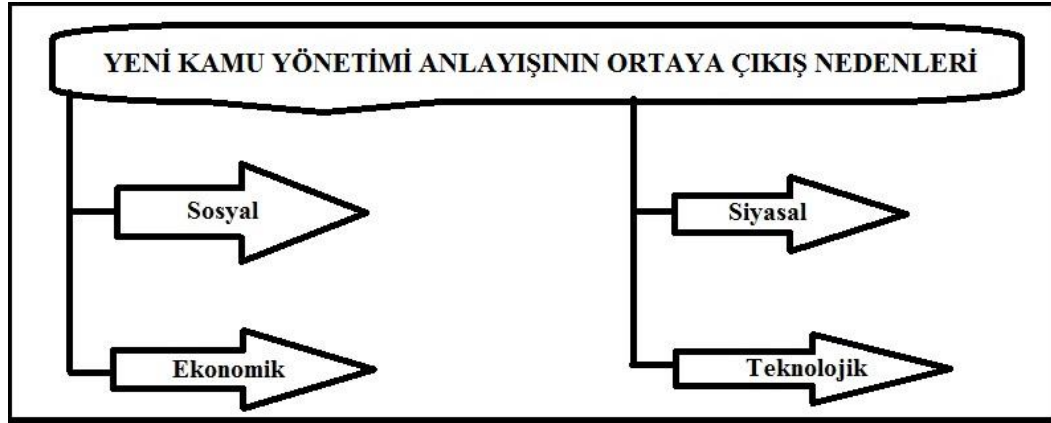 YENİ KAMU YÖNETİMİ ANLAYIŞININ ORTAYA ÇIKIŞ NEDENLERİ
Sosyal
Siyasal
Ekonomik
Teknolojik